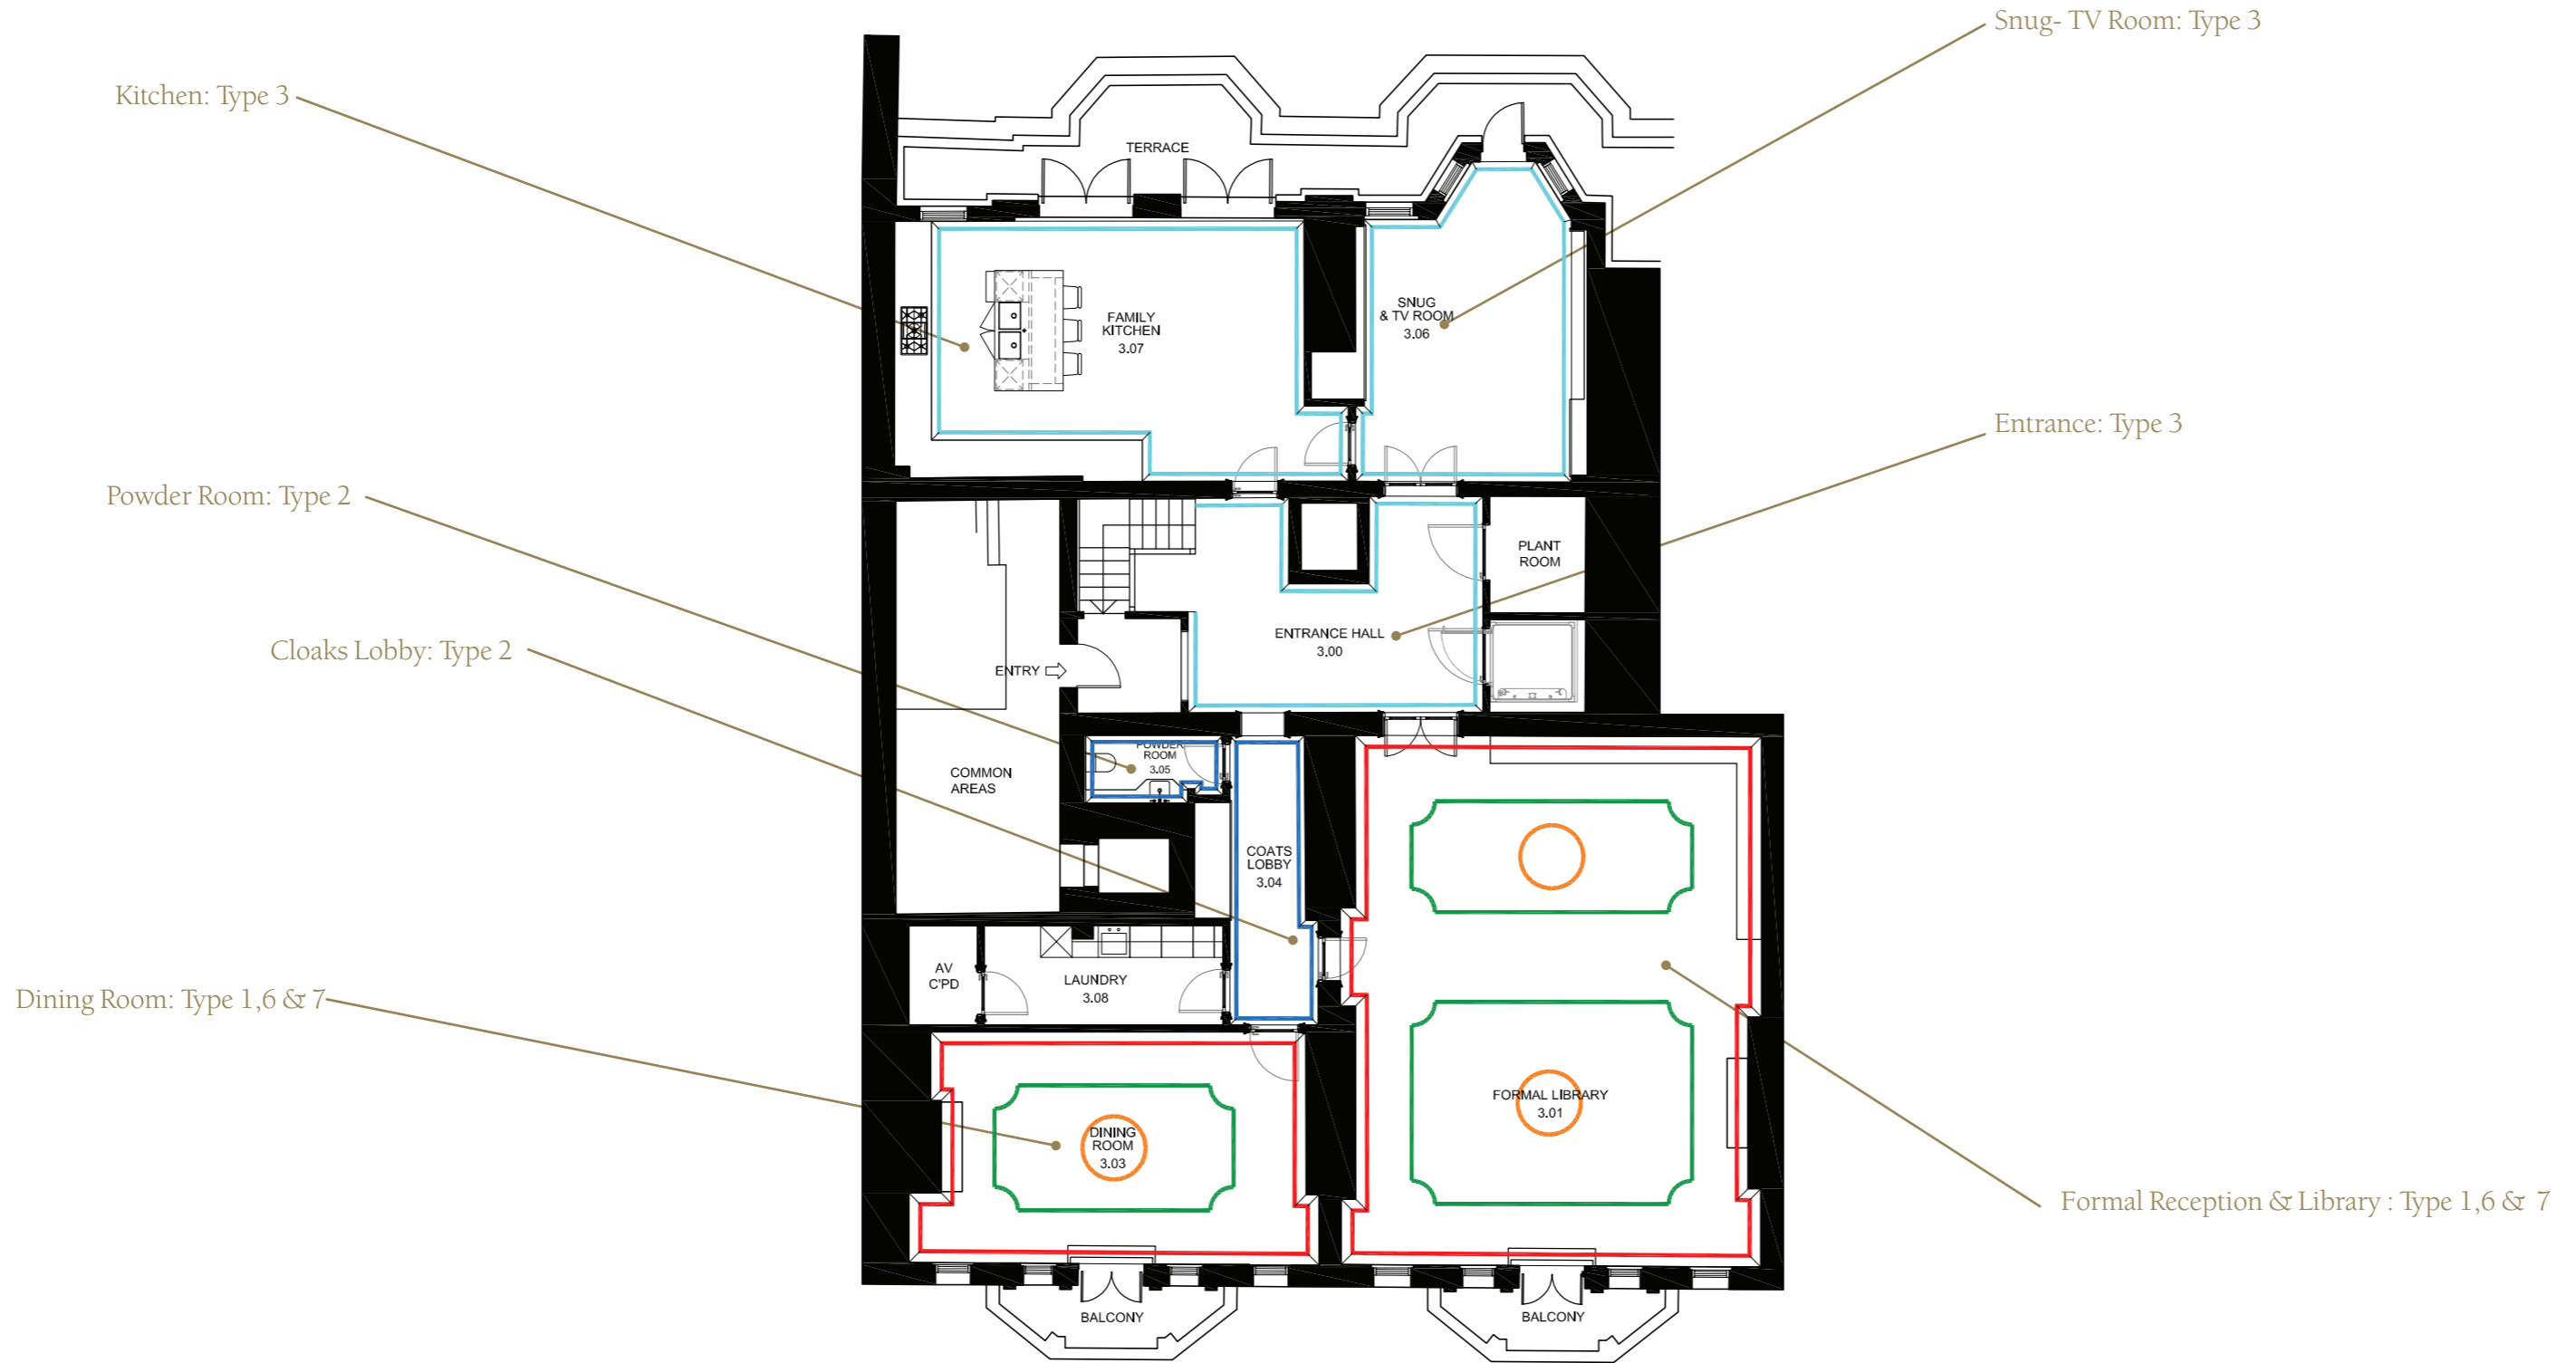 Snug- TV Room: Type 3
Kitchen: Type 3
TERRACE
SNUG
& TV ROOM
3.06
FAMILY
KITCHEN
3.07
Entrance: Type 3
Powder Room: Type 2
PLANT
ROOM
ENTRANCE HALL
3.00
Cloaks Lobby: Type 2
ENTRY
POWDER
ROOM
3.05
COMMON
AREAS
COATS
LOBBY
3.04
AV
C'PD
LAUNDRY
3.08
Dining Room: Type 1,6 & 7
FORMAL LIBRARY
3.01
DINING
ROOM
3.03
Formal Reception & Library : Type 1,6 & 7
BALCONY
BALCONY